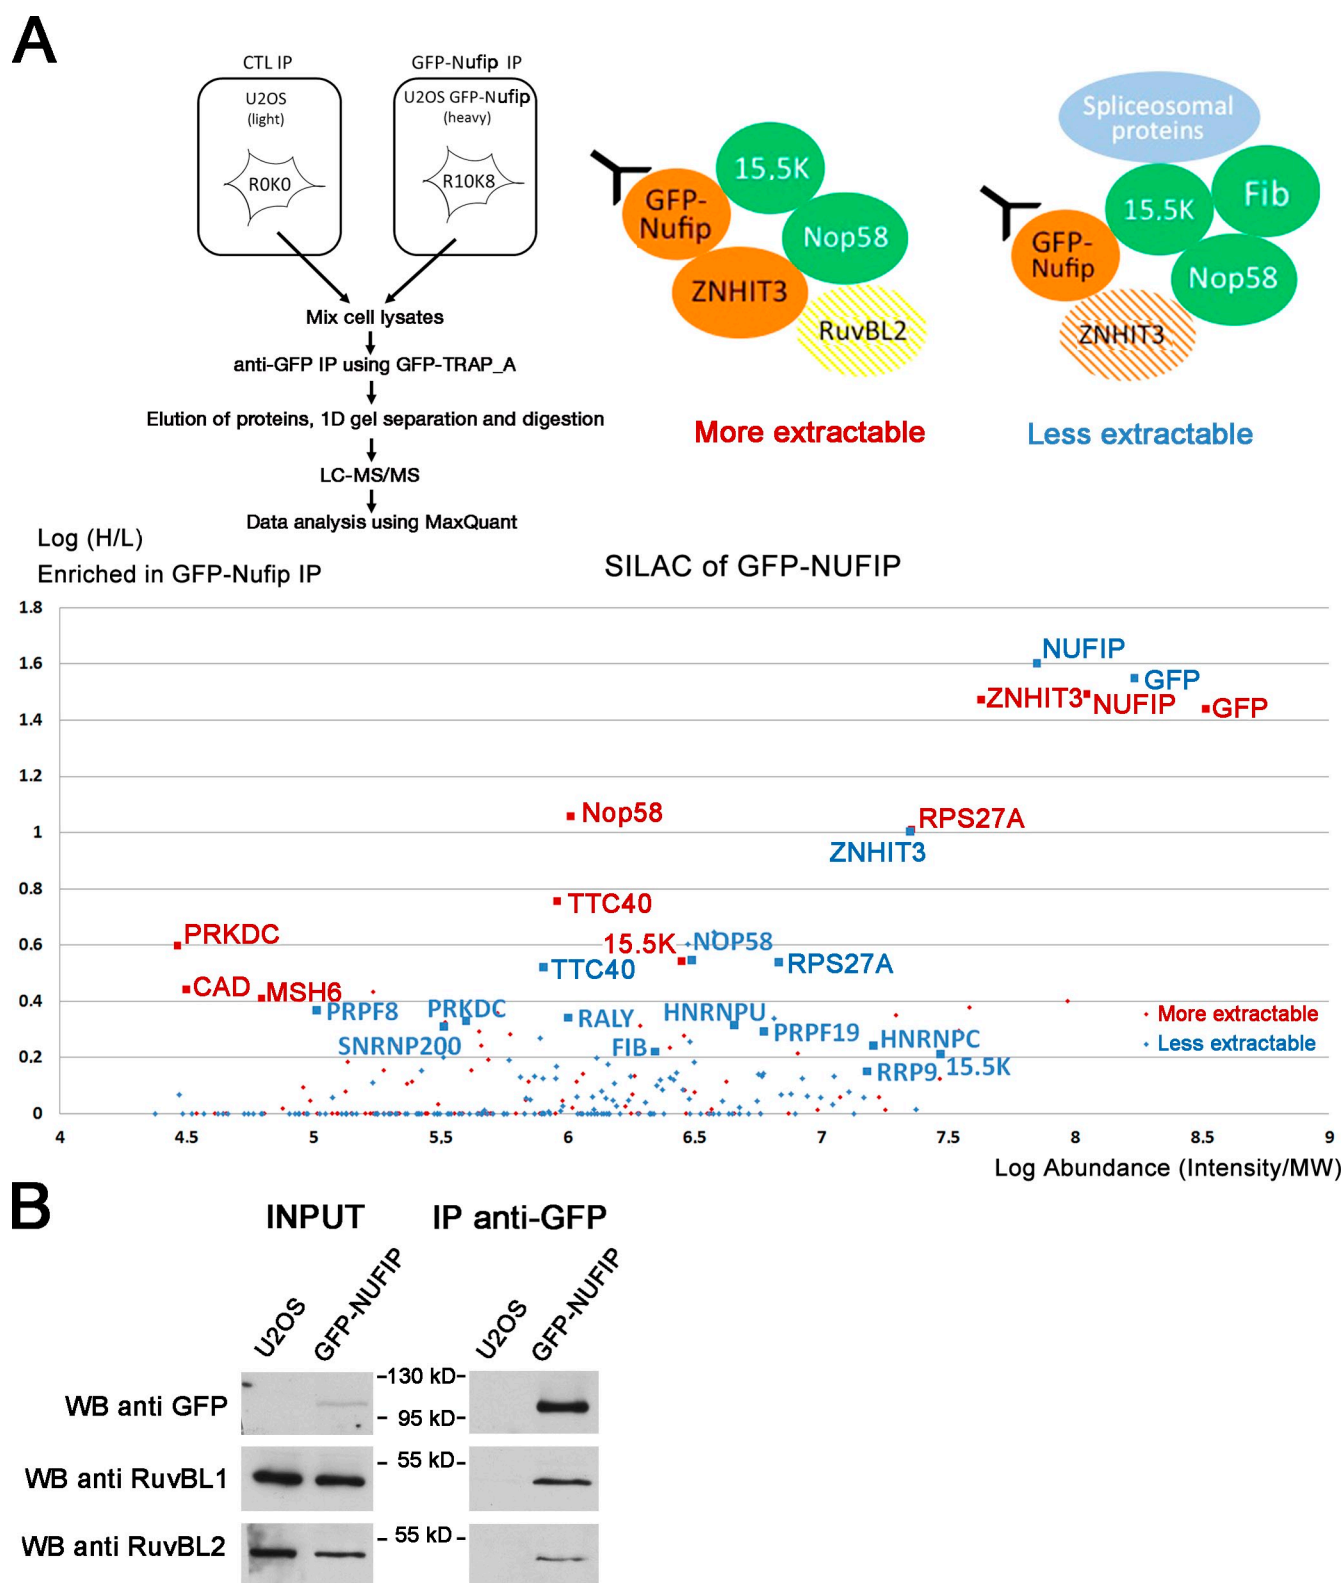 A
CTL IP
GFP-Nufip IP
U2OS
(light)
R0K0
U2OS GFP-Nufip
(heavy)
R10K8
Mix cell lysates
anti-GFP IP using GFP-TRAP_A
Elution of proteins, 1D gel separation and digestion
LC-MS/MS
Data analysis using MaxQuant
15,5K
GFP-
Nufip
Nop58
ZNHIT3
RuvBL2
More extractable
Spliceosomal
proteins
Fib
15.5K
GFP-
Nufip
Nop58
ZNHIT3
Less extractable
Log (H/L)
Enriched in GFP-Nufip IP
SILAC of GFP-NUFIP
1.8
1.6
1.4
1.2
1
0.8
0.6
0.4
0.2
0
NUFIP
GFP
ZNHIT3
NUFIP
GFP
Nop58
RPS27A
ZNHIT3
TTC40
PRKDC
15.5K
NOP58
TTC40
RPS27A
CAD
MSH6
PRPF8
PRKDC
RALY
HNRNPU
PRPF19
HNRNPC
SNRNP200
FIB
RRP9
15.5K
More extractable
Less extractable
4
4.5
5
5,5
6
6.5
7
7.5
8
8.5
9
Log Abundance (Intensity/MW)
B
INPUT
IP anti-GFP
U2OS
GFP-NUFIP
U2OS
GFP-NUFIP
WB anti GFP
-130 kD-
- 95 kD-
WB anti RuvBL1
- 55 kD-
WB anti RuvBL2
- 55 kD-